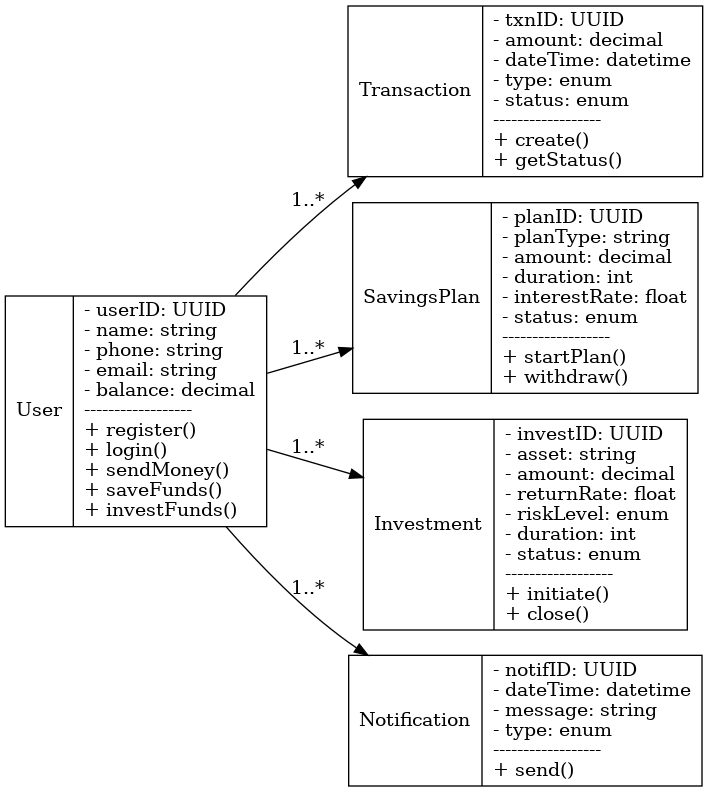 User
- userID: UUID
- name: string
- phone: string
- email: string
- balance: decimal
------------------
+ register()
+ login()
+ sendMoney()
+ saveFunds()
+ investFunds()
1..*
Transaction
- txnID: UUID
- amount: decimal
- dateTime: datetime
- type: enum
- status: enum
------------------
+ create()
+ getStatus()
1..*
SavingsPlan
- planID: UUID
- planType: string
- amount: decimal
- duration: int
- interestRate: float
- status: enum
------------------
+ startPlan()
+ withdraw()
1..*
Investment
- investID: UUID
- asset: string
- amount: decimal
- returnRate: float
- riskLevel: enum
- duration: int
- status: enum
------------------
+ initiate()
+ close()
1..*
Notification
- notifID: UUID
- dateTime: datetime
- message: string
- type: enum
------------------
+ send()